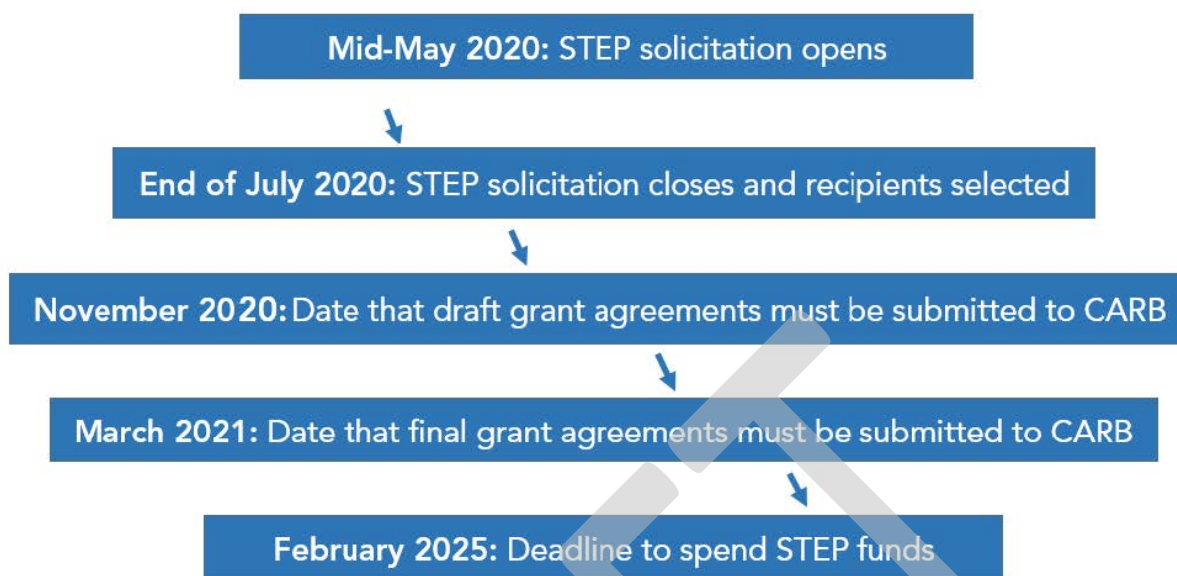 Mid-May 2020: STEP solicitation opens
End of July 2020: STEP solicitation closes and recipients selected
November 2020: Date that draft grant agreements must be submitted to CARB
March 2021: Date that final grant agreements must be submitted to CARB
February 2025: Deadline to spend STEP funds